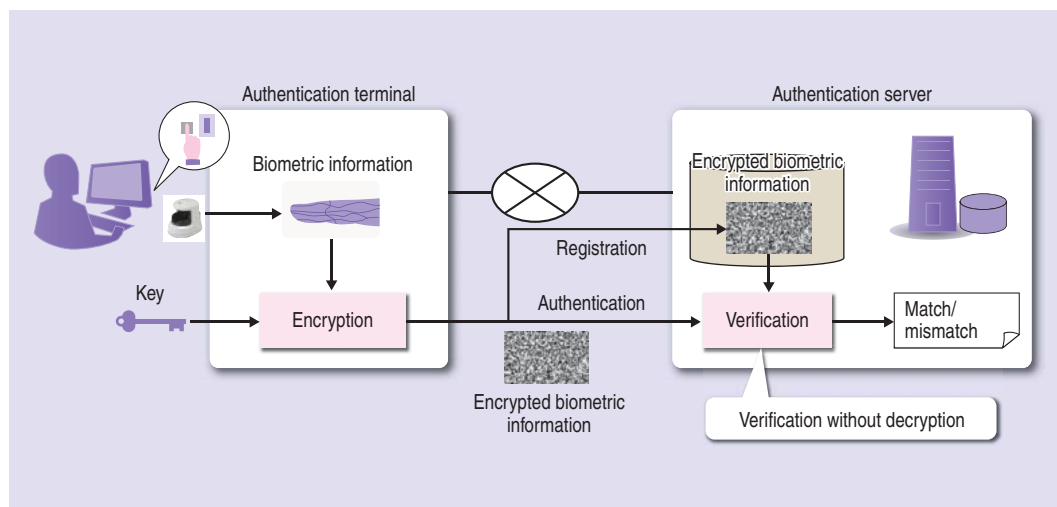 Authentication terminal
Authentication server
Biometric information
Encrypted biometric
information
Registration
Key
Encryption
Authentication
Verification
Match/
mismatch
Encrypted biometric
information
Verification without decryption